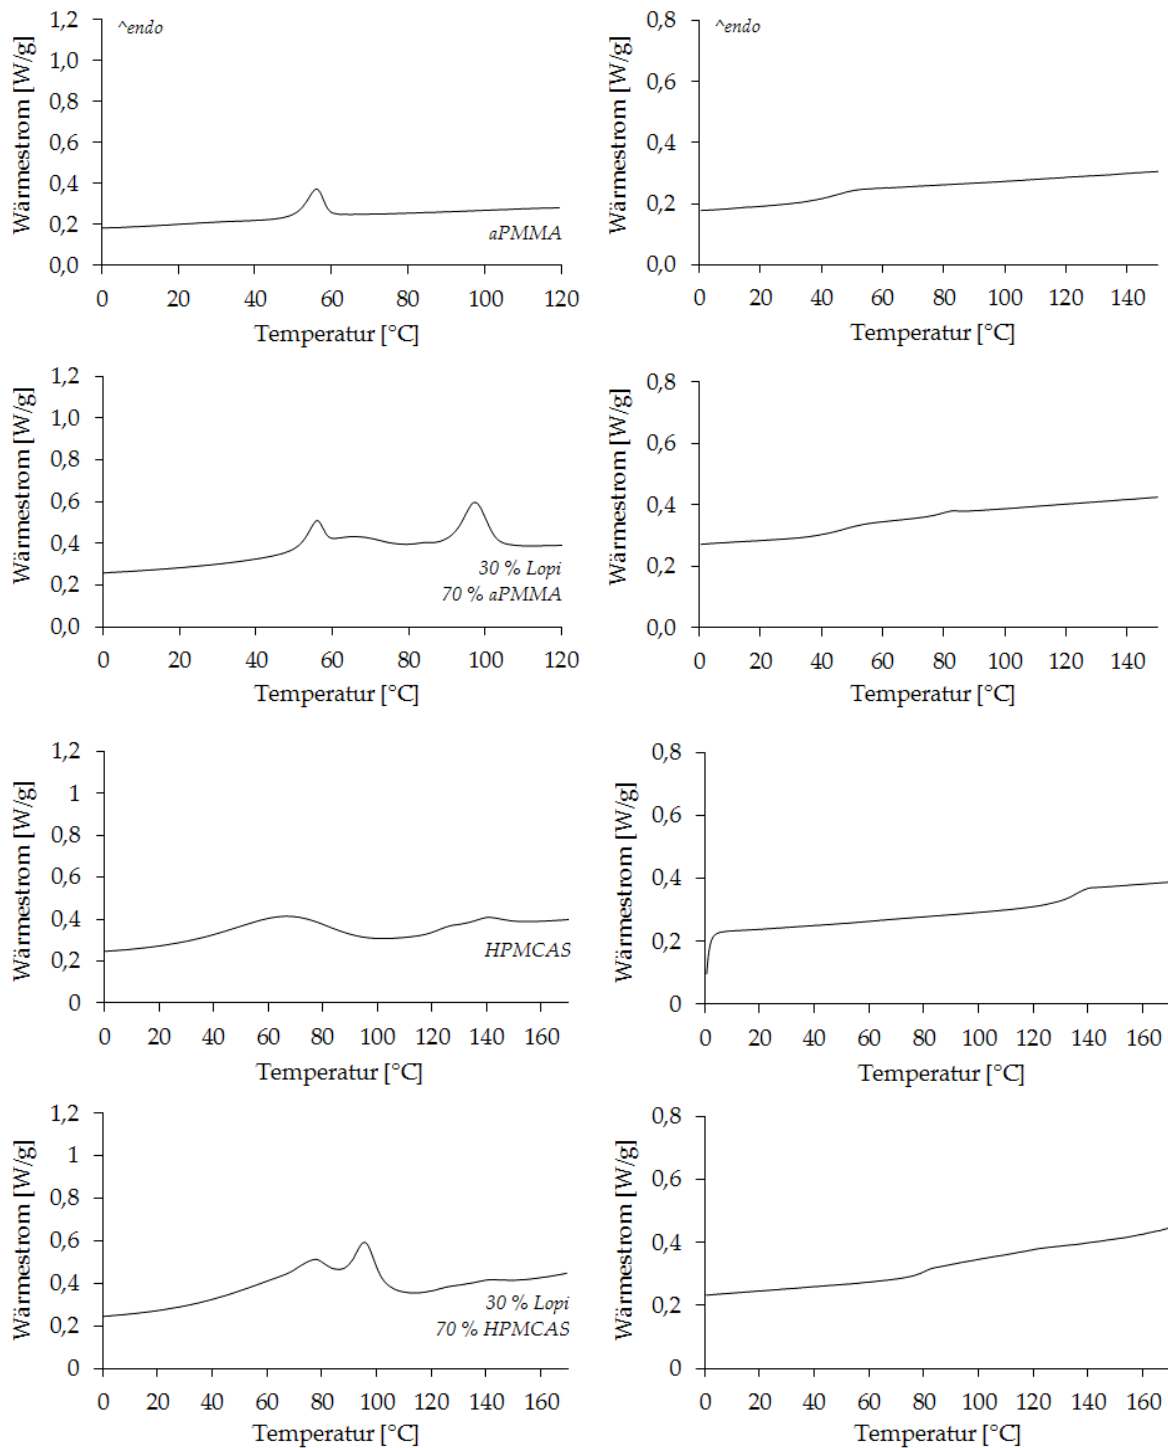 ^endo
Wärmestrom [W/g]
1,2
1,0
0,8
0,6
0,4
0,2
0,0
aPMMA
0 20 40 60 80 100 120
Temperatur [°C]
^endo
Wärmestrom [W/g]
0,8
0,6
0,4
0,2
0,0
0 20 40 60 80 100 120 140
Temperatur [°C]
Wärmestrom [W/g]
1,2
1,0
0,8
0,6
0,4
0,2
0,0
30 % Lopi
70 % aPMMA
0 20 40 60 80 100 120
Temperatur [°C]
Wärmestrom [W/g]
0,8
0,6
0,4
0,2
0,0
0 20 40 60 80 100 120 140
Temperatur [°C]
Wärmestrom [W/g]
1,2
1
0,8
0,6
0,4
0,2
0
HPMCAS
0 20 40 60 80 100 120 140 160
Temperatur [°C]
Wärmestrom [W/g]
0,8
0,6
0,4
0,2
0
0 20 40 60 80 100 120 140 160
Temperatur [°C]
Wärmestrom [W/g]
1,2
1
0,8
0,6
0,4
0,2
0
30 % Lopi
70 % HPMCAS
0 20 40 60 80 100 120 140 160
Temperatur [°C]
Wärmestrom [W/g]
0,8
0,6
0,4
0,2
0
0 20 40 60 80 100 120 140 160
Temperatur [°C]